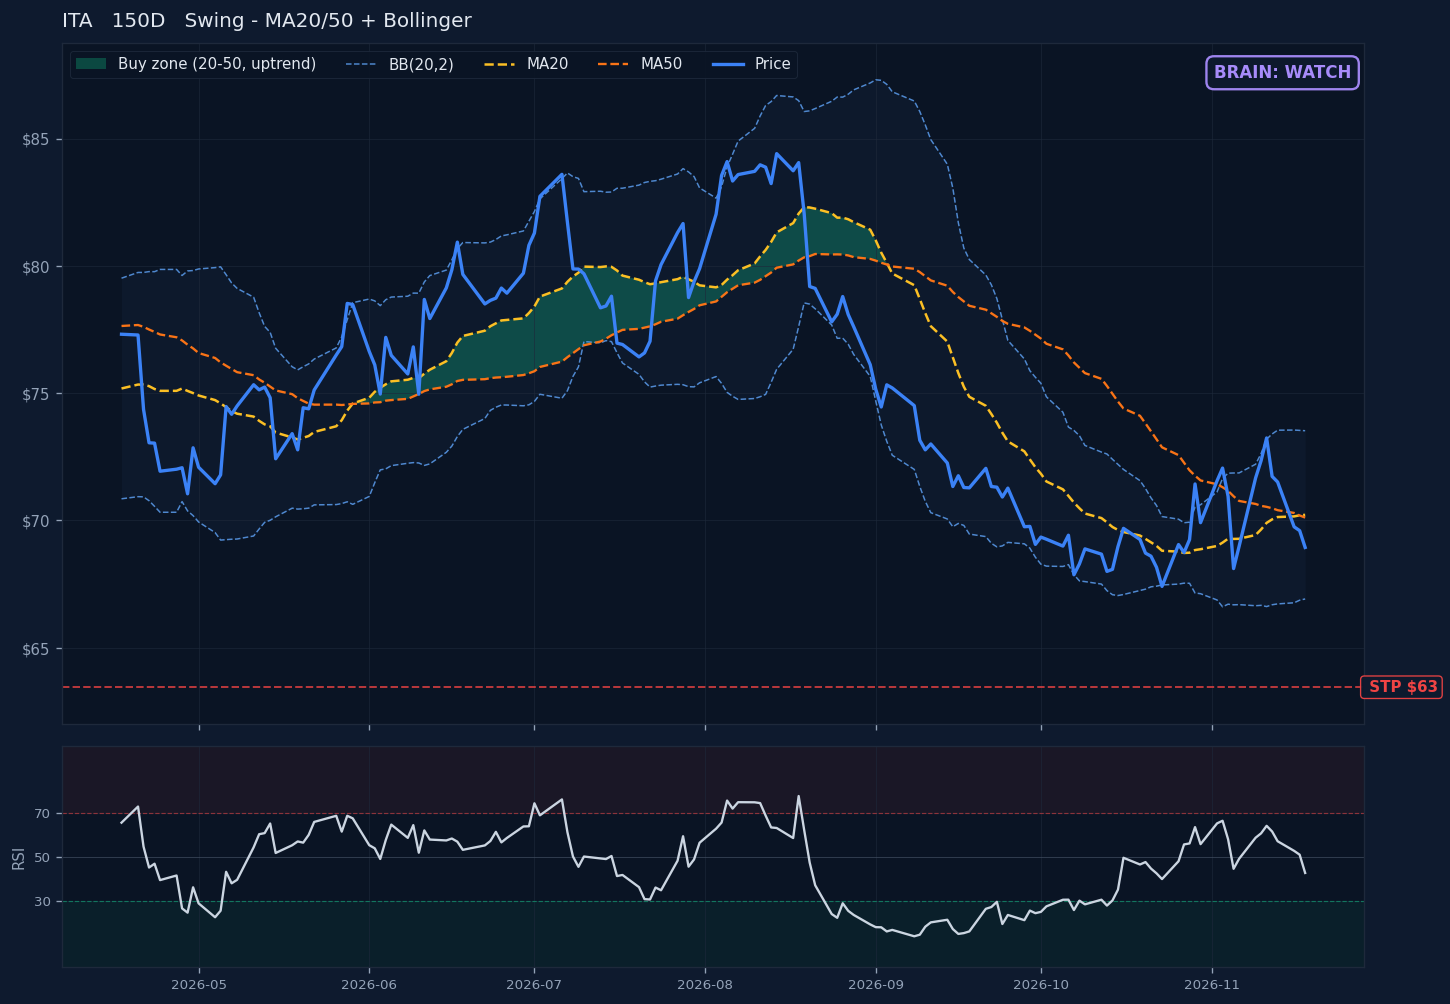 ITA 150D Swing - MA20/50 + Bollinger
Buy zone (20-50, uptrend) BB(20,2) MA20 MA50 Price
BRAIN: WATCH
$85
$80
$75
$70
$65
STP $63
70
50
30
RSI
2026-05 2026-06 2026-07 2026-08 2026-09 2026-10 2026-11